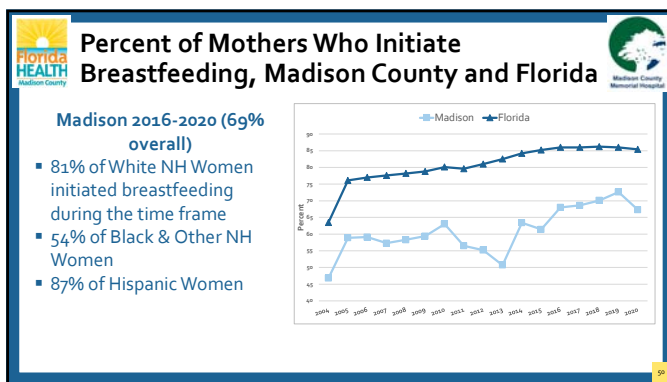 Florida
HEALTH
Madison County
Percent of Mothers Who Initiate
Breastfeeding, Madison County and Florida
Madison County
Memorial Hospital
Madison 2016-2020 (69%
overall)
▪ 81% of White NH Women
initiated breastfeeding
during the time frame
▪ 54% of Black & Other NH
Women
▪ 87% of Hispanic Women
Madison Florida
Percent
90
85
80
75
70
65
60
55
50
45
40
2004 2005 2006 2007 2008 2009 2010 2011 2012 2013 2014 2015 2016 2017 2018 2019 2020
50